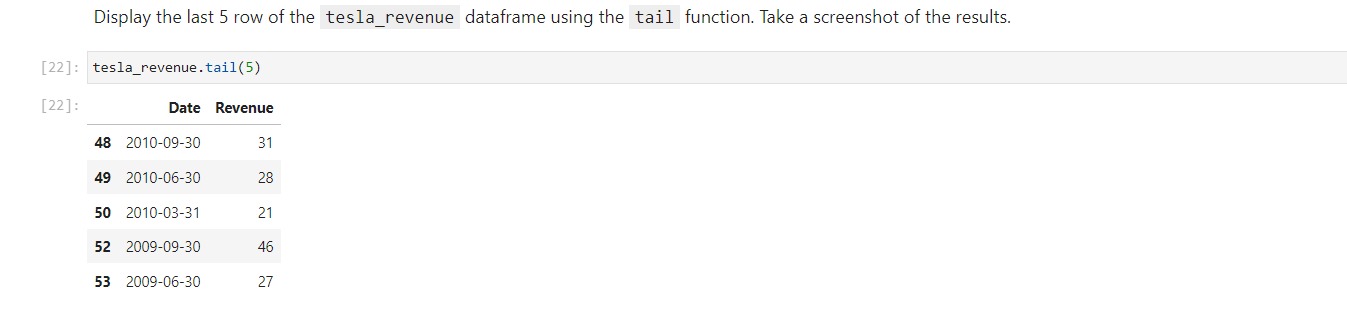 Display the last 5 row of the tesla_revenue dataframe using the tail function. Take a screenshot of the results.
[22]: tesla_revenue.tail(5)
[22]:
Date Revenue
48 2010-09-30 31
49 2010-06-30 28
50 2010-03-31 21
52 2009-09-30 46
53 2009-06-30 27